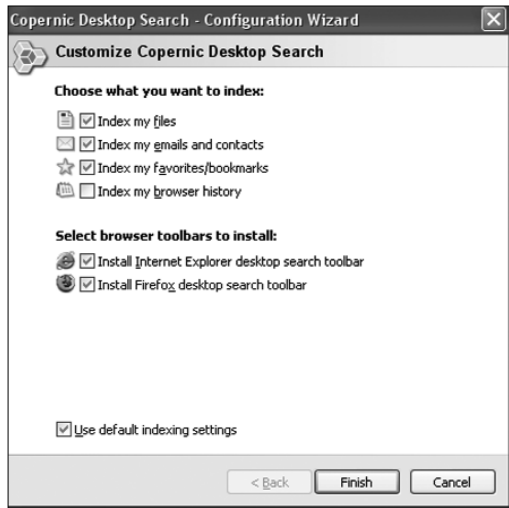 Copernic Desktop Search - Configuration Wizard
Customize Copernic Desktop Search
Choose what you want to index:
Index my files
Index my emails and contacts
Index my favorites/bookmarks
Index my browser history
Select browser toolbars to install:
Install Internet Explorer desktop search toolbar
Install Firefox desktop search toolbar
Use default indexing settings
< Back Finish Cancel